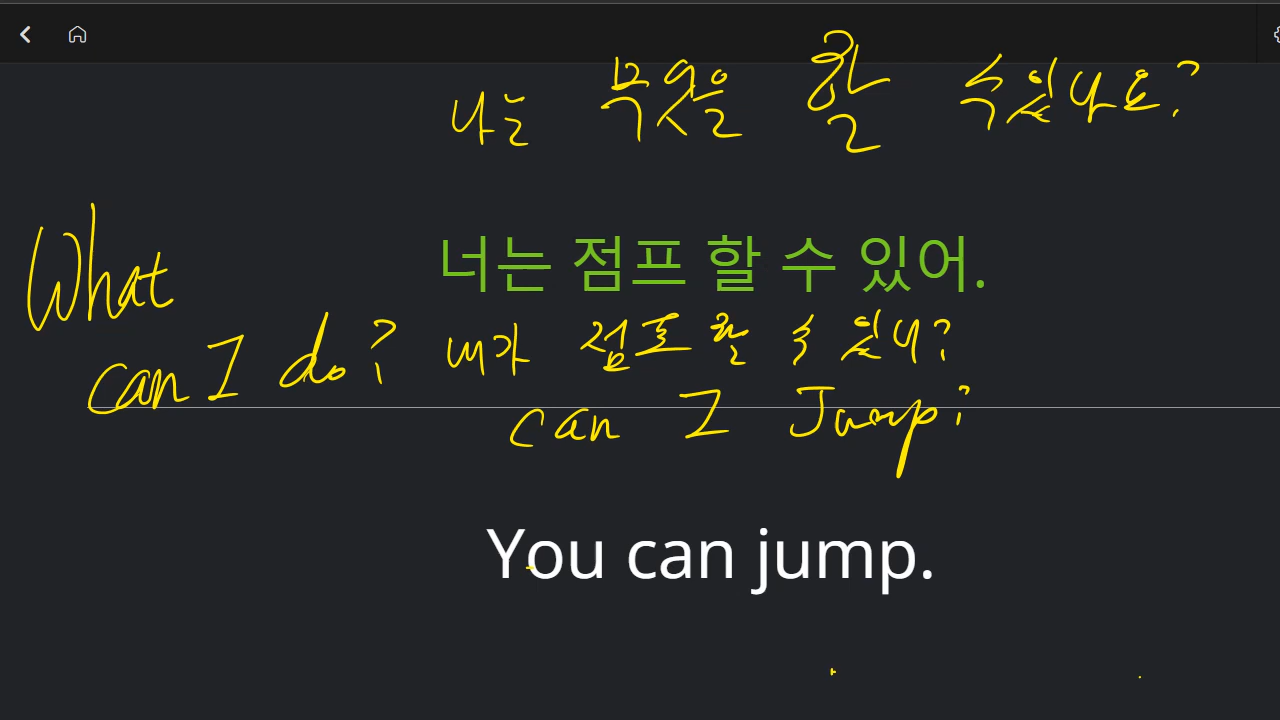 나는 무엇을 할 수 있나요?
너는 점프 할 수 있어.
What
can I do?
내가 점프 할 수 있니?
can I Jump?
You can jump.